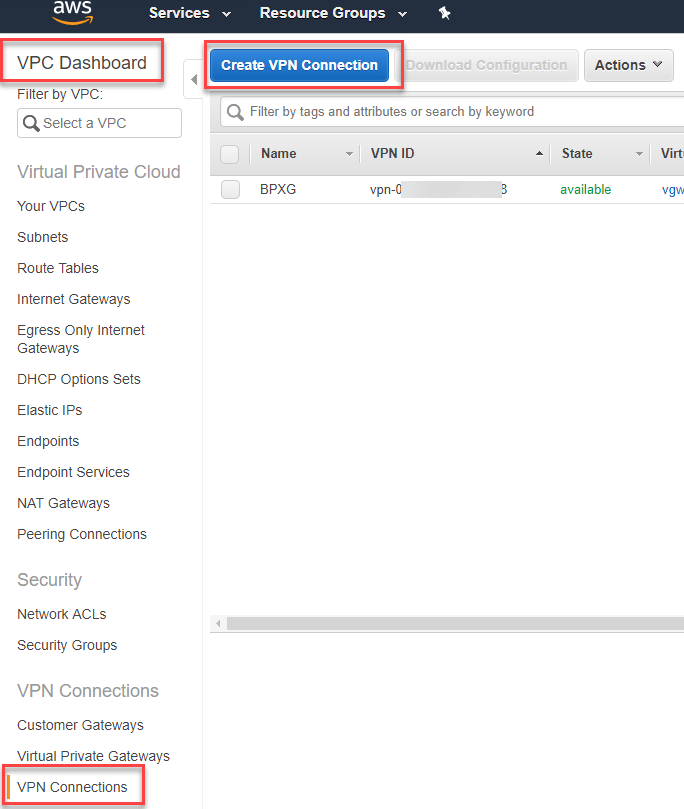 aws
Services
Resource Groups
VPC Dashboard
Create VPN Connection
Download Configuration
Actions
Filter by VPC:
Select a VPC
Filter by tags and attributes or search by keyword
Name
VPN ID
State
BPXG
vpn-0
8
available
vgw
Virtual Private Cloud
Your VPCs
Subnets
Route Tables
Internet Gateways
Egress Only Internet
Gateways
DHCP Options Sets
Elastic IPs
Endpoints
Endpoint Services
NAT Gateways
Peering Connections
Security
Network ACLs
Security Groups
VPN Connections
Customer Gateways
Virtual Private Gateways
VPN Connections